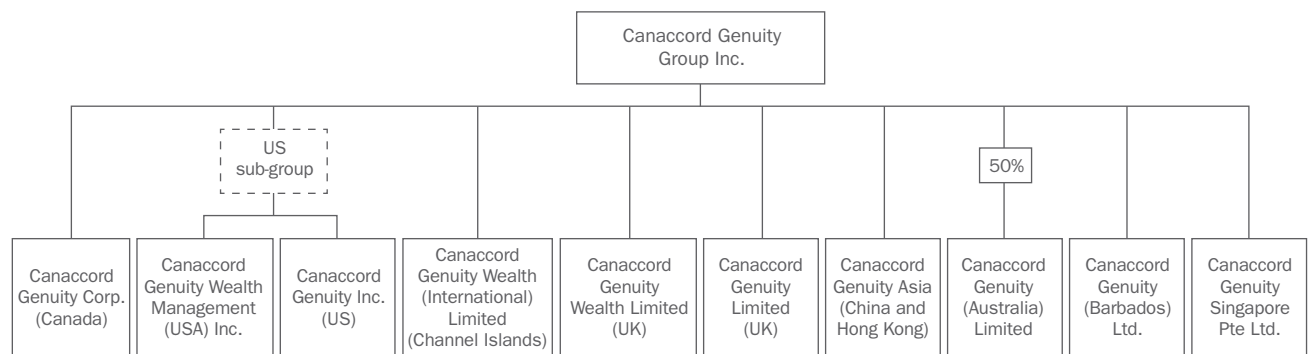 Canaccord Genuity
Group Inc.
US
sub-group
50%
Canaccord
Genuity Corp.
(Canada)
Canaccord
Genuity Wealth
Management
(USA) Inc.
Canaccord
Genuity Inc.
(US)
Canaccord
Genuity Wealth
(International)
Limited
(Channel Islands)
Canaccord
Genuity
Wealth Limited
(UK)
Canaccord
Genuity
Limited
(UK)
Canaccord
Genuity Asia
(China and
Hong Kong)
Canaccord
Genuity
(Australia)
Limited
Canaccord
Genuity
(Barbados)
Ltd.
Canaccord
Genuity
Singapore
Pte Ltd.